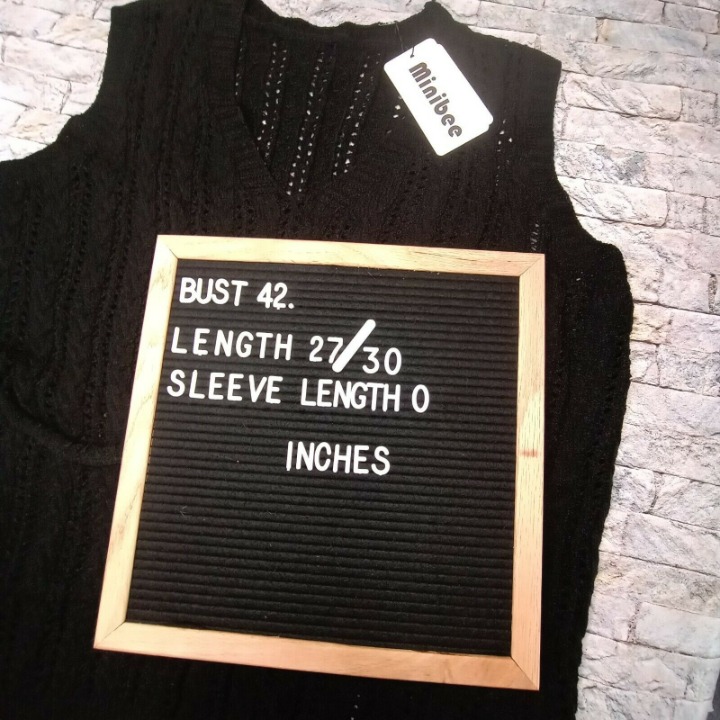 Minibee
BUST 42.
LENGTH 27/30
SLEEVE LENGTH 0
INCHES